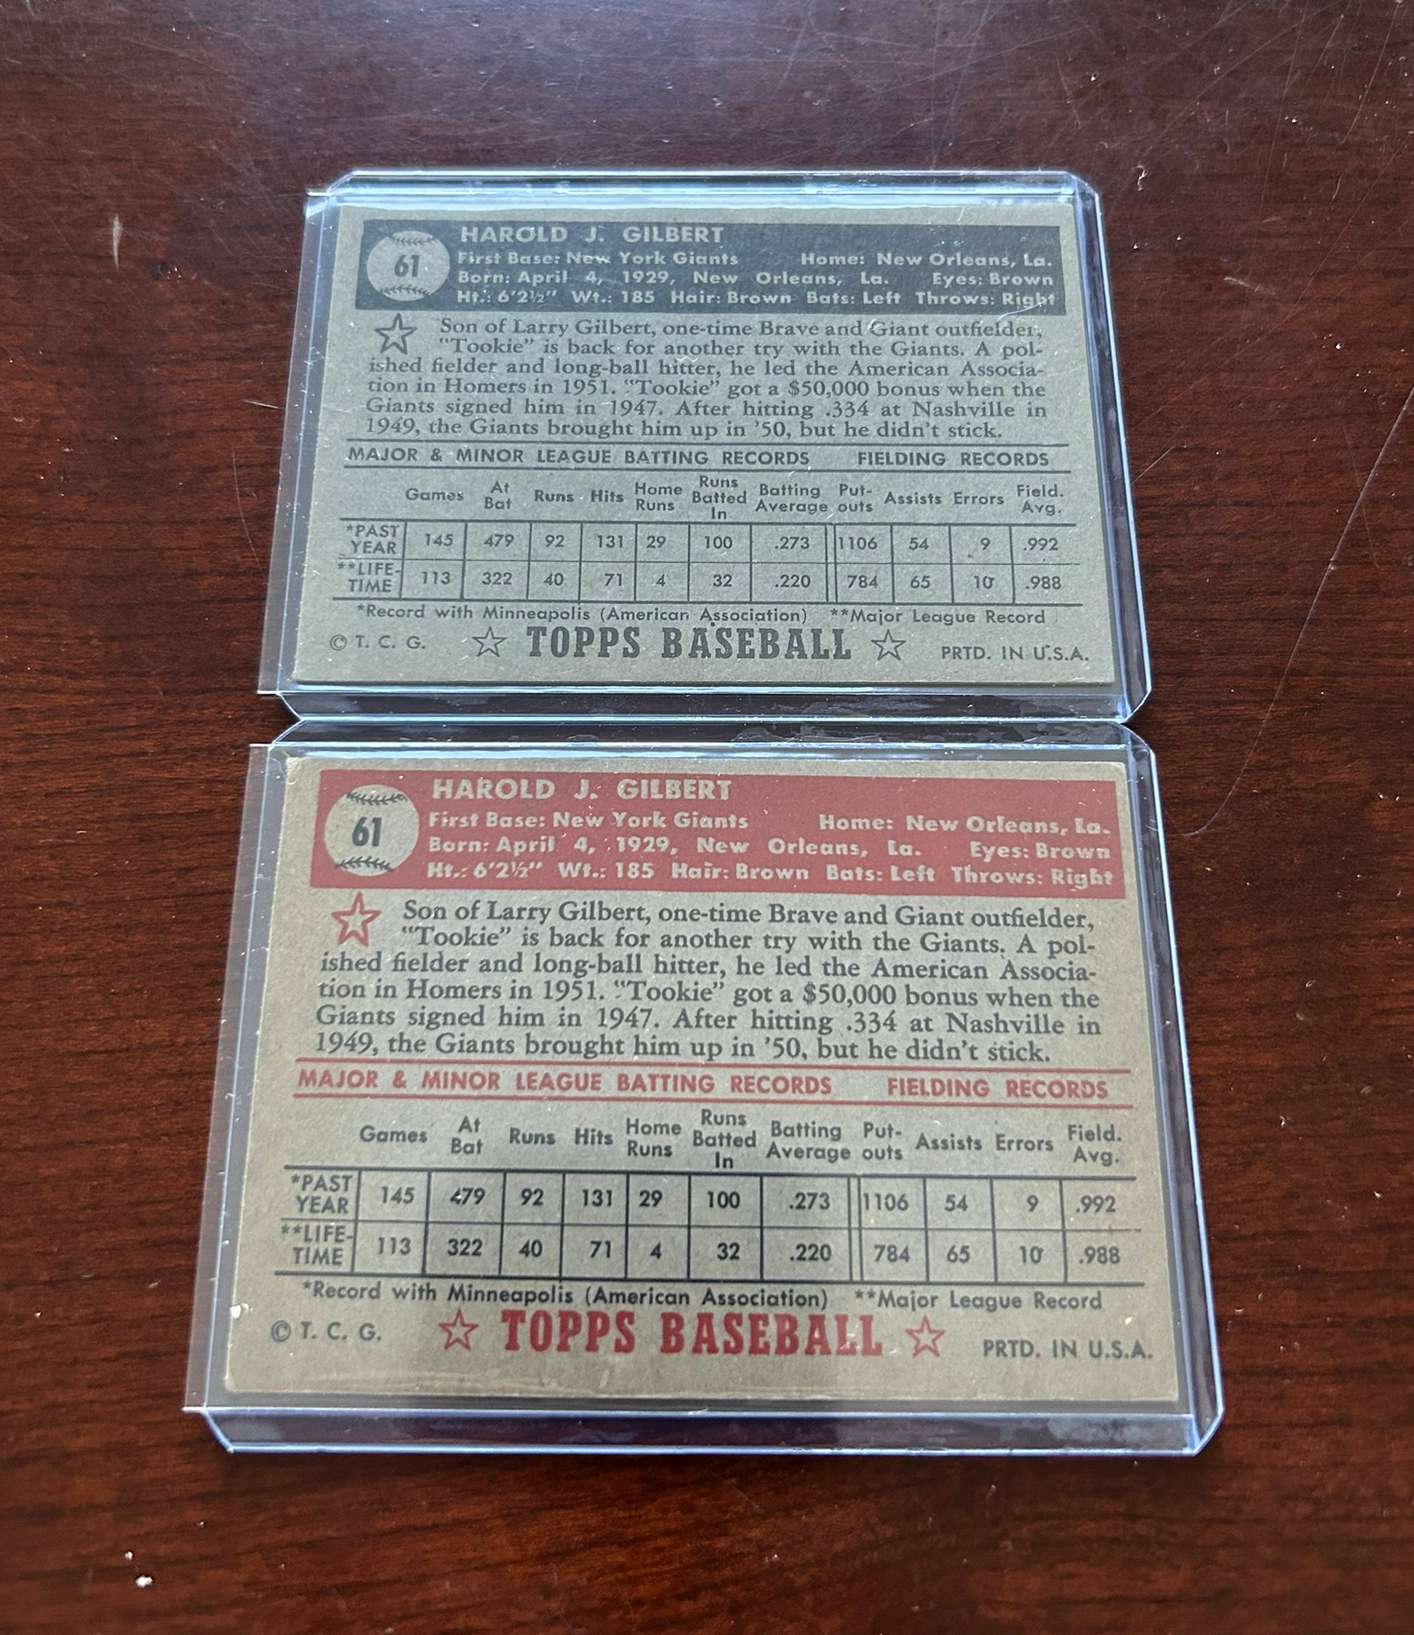 HAROLD J. GILBERT
61
First Base: New York Giants Home: New Orleans, La.
Born: April 4, 1929, New Orleans, La. Eyes: Brown
Ht.: 6'2½" Wt.: 185 Hair: Brown Bats: Left Throws: Right
Son of Larry Gilbert, one-time Brave and Giant outfielder,
"Tookie" is back for another try with the Giants. A pol-
ished fielder and long-ball hitter, he led the American Associa-
tion in Homers in 1951. "Tookie" got a $50,000 bonus when the
Giants signed him in 1947. After hitting .334 at Nashville in
1949, the Giants brought him up in '50, but he didn't stick.
MAJOR & MINOR LEAGUE BATTING RECORDS FIELDING RECORDS
Games At Bat Runs Hits Home Runs Runs Batted In Batting Average Put-outs Assists Errors Field. Avg.
*PAST YEAR 145 479 92 131 29 100 .273 1106 54 9 .992
**LIFE-TIME 113 322 40 71 4 32 .220 784 65 10 .988
*Record with Minneapolis (American Association) **Major League Record
© T. C. G. TOPPS BASEBALL PRTD. IN U.S.A.
HAROLD J. GILBERT
61
First Base: New York Giants Home: New Orleans, La.
Born: April 4, 1929, New Orleans, La. Eyes: Brown
Ht.: 6'2½" Wt.: 185 Hair: Brown Bats: Left Throws: Right
Son of Larry Gilbert, one-time Brave and Giant outfielder,
"Tookie" is back for another try with the Giants. A pol-
ished fielder and long-ball hitter, he led the American Associa-
tion in Homers in 1951. "Tookie" got a $50,000 bonus when the
Giants signed him in 1947. After hitting .334 at Nashville in
1949, the Giants brought him up in '50, but he didn't stick.
MAJOR & MINOR LEAGUE BATTING RECORDS FIELDING RECORDS
Games At Bat Runs Hits Home Runs Runs Batted In Batting Average Put-outs Assists Errors Field. Avg.
*PAST YEAR 145 479 92 131 29 100 .273 1106 54 9 .992
**LIFE-TIME 113 322 40 71 4 32 .220 784 65 10 .988
*Record with Minneapolis (American Association) **Major League Record
© T. C. G. TOPPS BASEBALL PRTD. IN U.S.A.